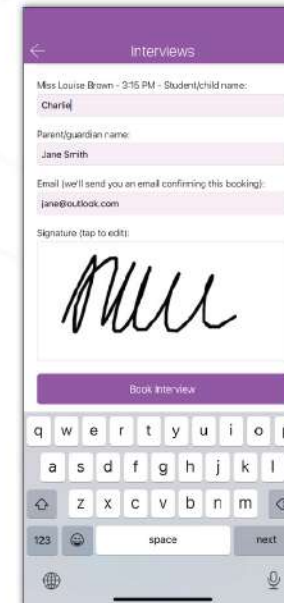 Interviews
Miss Louise Brown - 3:15 PM - Student/child name:
Charlie
Parent/guardian name:
Jane Smith
Email (we'll send you an email confirming this booking):
jane@outlook.com
Signature (tap to edit):
Book Interview
q w e r t y u i o p
a s d f g h j k l
z x c v b n m
123 space next